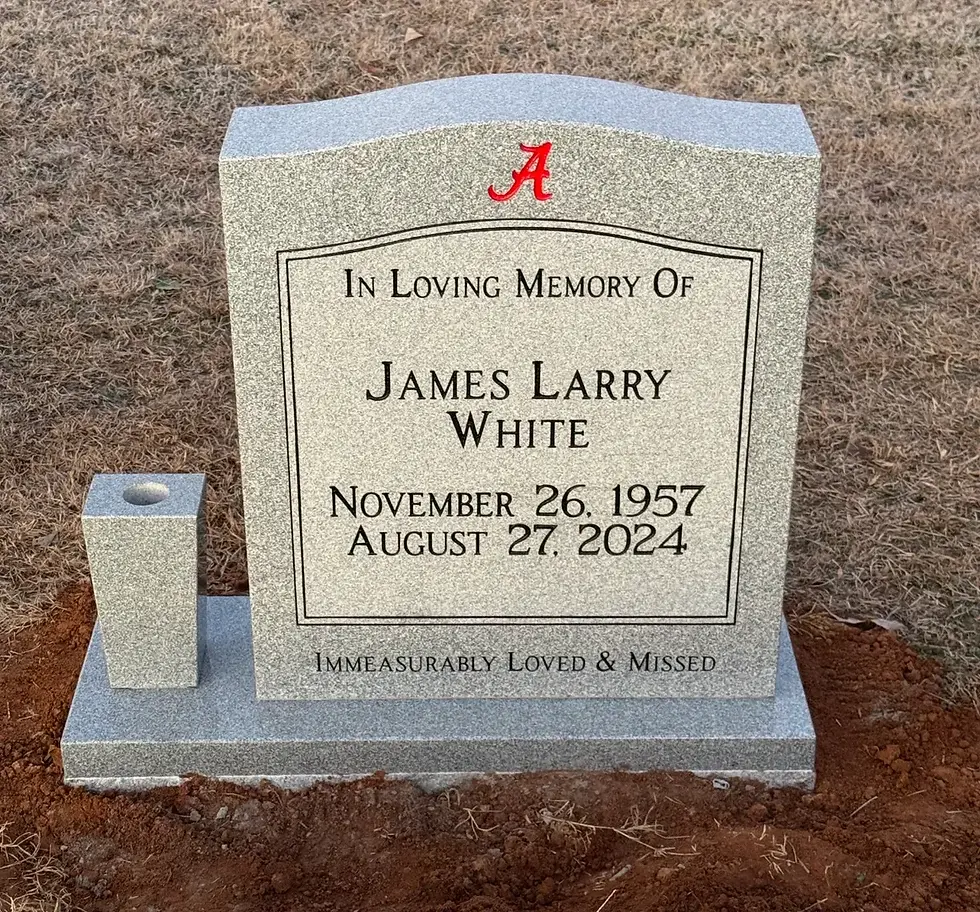 A
In Loving Memory Of
James Larry
White
November 26, 1957
August 27, 2024
Immeasurably Loved & Missed